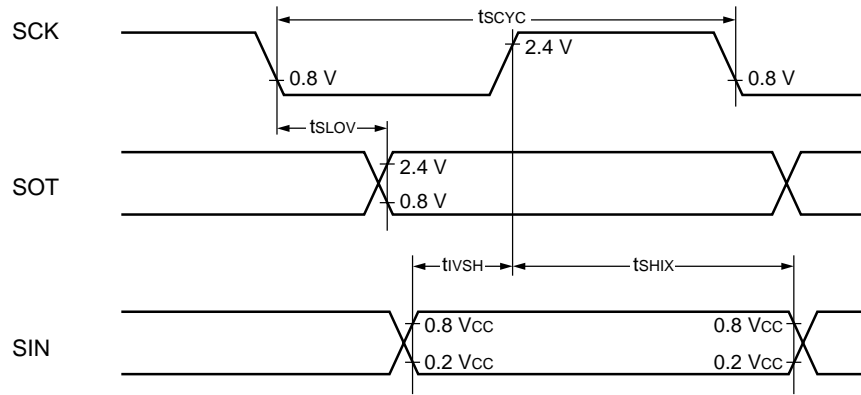 tSCYC
SCK
2.4 V
0.8 V
0.8 V
tSLOV
2.4 V
SOT
0.8 V
tIVSH
tSHIX
0.8 VCC
0.8 VCC
SIN
0.2 VCC
0.2 VCC